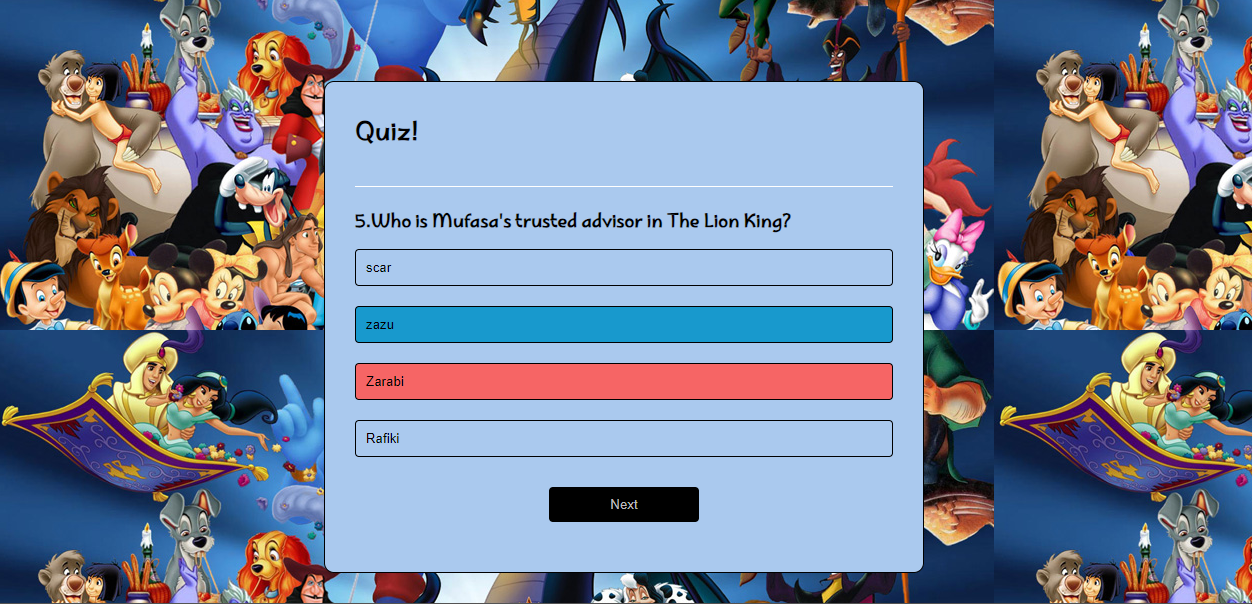 Quiz!
5.Who is Mufasa's trusted advisor in The Lion King?
scar
zazu
Zarabi
Rafiki
Next